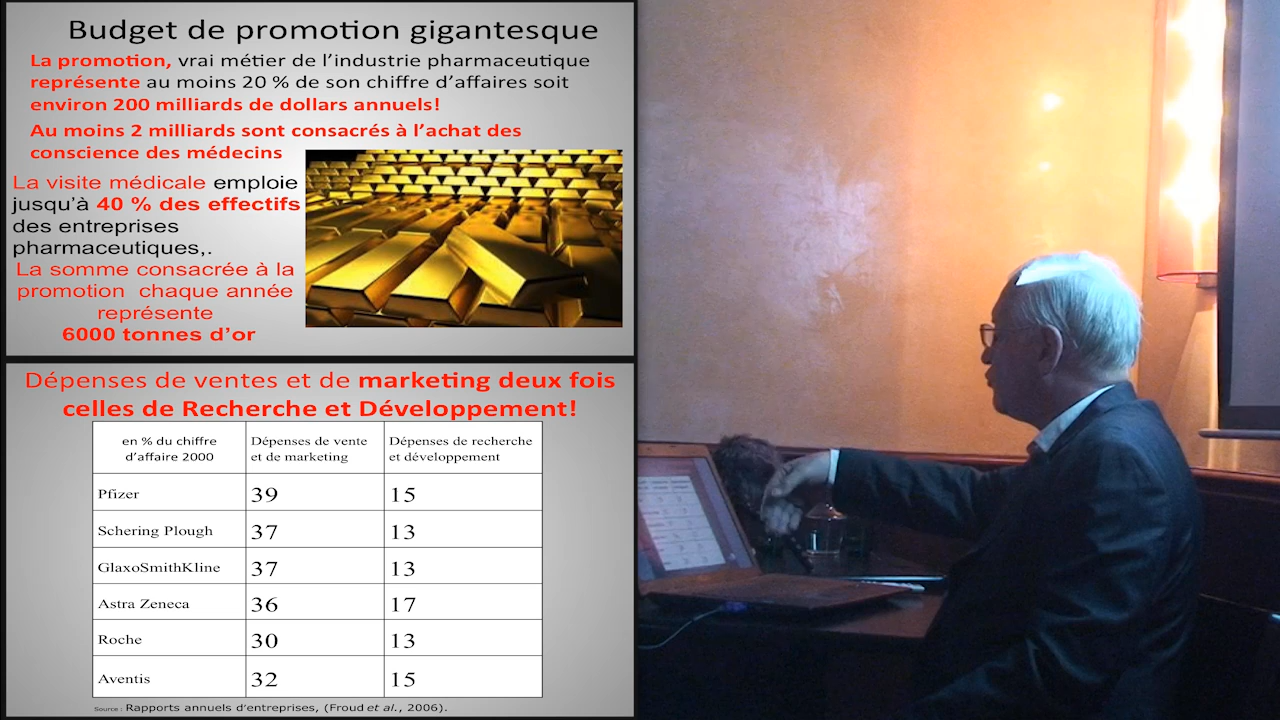 Budget de promotion gigantesque
La promotion, vrai métier de l'industrie pharmaceutique
représente au moins 20 % de son chiffre d'affaires soit
environ 200 milliards de dollars annuels!
Au moins 2 milliards sont consacrés à l'achat des
conscience des médecins
La visite médicale emploie
jusqu'à 40 % des effectifs
des entreprises
pharmaceutiques,.
La somme consacrée à la
promotion chaque année
représente
6000 tonnes d'or
Dépenses de ventes et de marketing deux fois
celles de Recherche et Développement!
en % du chiffre
d'affaire 2000
Dépenses de vente
et de marketing
Dépenses de recherche
et développement
Pfizer 39 15
Schering Plough 37 13
GlaxoSmithKline 37 13
Astra Zeneca 36 17
Roche 30 13
Aventis 32 15
Source : Rapports annuels d'entreprises, (Froud et al., 2006).